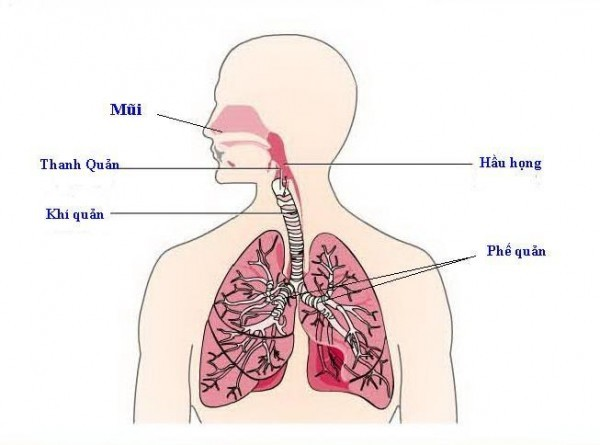 Mũi
Thanh Quản
Hầu họng
Khí quản
Phế quản